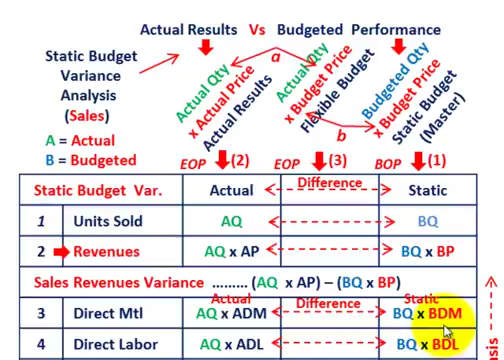 Actual Results Vs Budgeted Performance
Static Budget
Variance
Analysis
(Sales)
A = Actual
B = Budgeted
a
b
Actual Qty
x Actual Price
Actual Results
Actual Qty
x Budget Price
Flexible Budget
Budgeted Qty
x Budget Price
Static Budget
(Master)
EOP (2) EOP (3) BOP (1)
Static Budget Var. Actual Difference Static
1 Units Sold AQ BQ
2 Revenues AQ x AP BQ x BP
Sales Revenues Variance ......... (AQ x AP) – (BQ x BP)
Actual Difference Static
3 Direct Mtl AQ x ADM BQ x BDM
4 Direct Labor AQ x ADL BQ x BDL